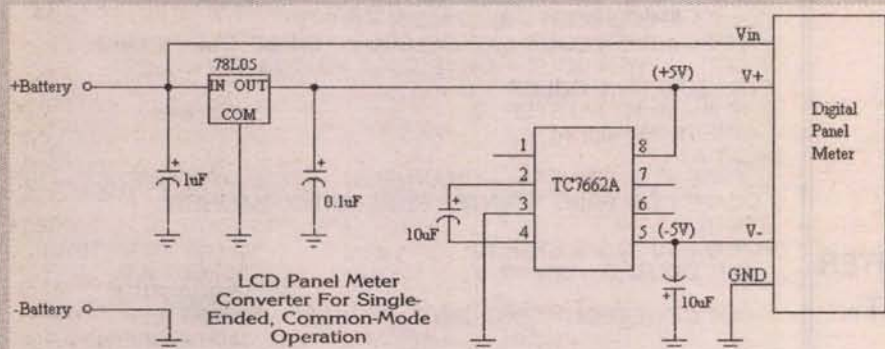 Vin
78L05
+Battery
IN OUT
(+5V)
V+
COM
Digital
Panel
Meter
1
8
+
1uF
+
0.1uF
2
TC7662A
7
+
10uF
3
6
4
5
(-5V)
V-
GND
+
10uF
LCD Panel Meter
Converter For Single-
Ended, Common-Mode
Operation
-Battery